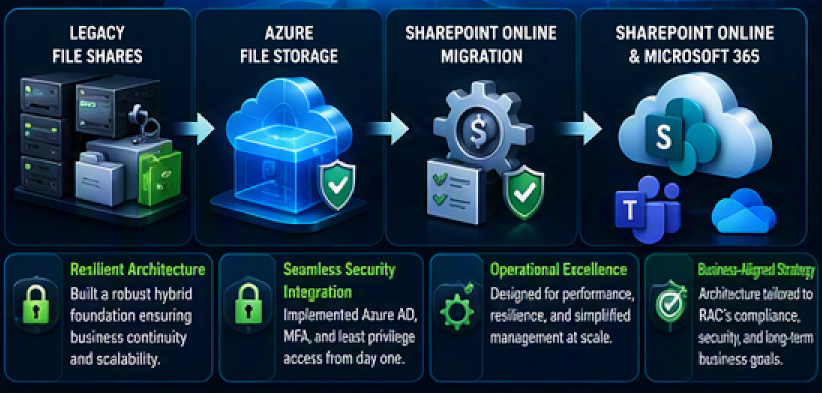 LEGACY
FILE SHARES
AZURE
FILE STORAGE
SHAREPOINT ONLINE
MIGRATION
SHAREPOINT ONLINE
& MICROSOFT 365
$
S
T
Resilient Architecture
Built a robust hybrid
foundation ensuring
business continuity
and scalability.
Seamless Security
Integration
Implemented Azure AD,
MFA, and least privilege
access from day one.
Operational Excellence
Designed for performance,
resilience, and simplified
management at scale.
Business-Aligned Strategy
Architecture tailored to
RAC's compliance,
security, and long-term
business goals.